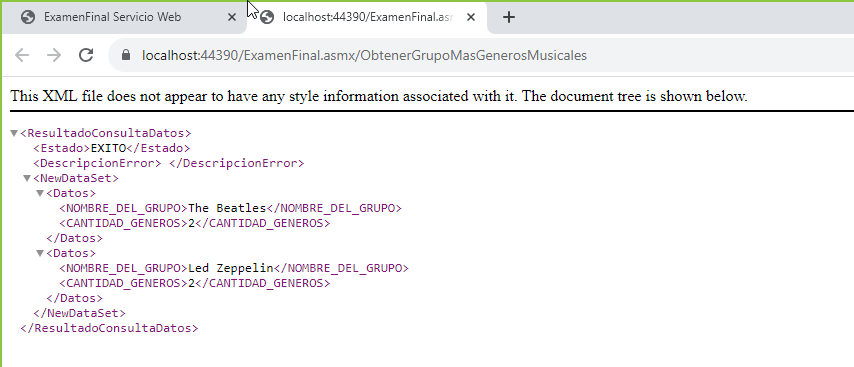 ExamenFinal Servicio Web
localhost:44390/ExamenFinal.asm
localhost:44390/ExamenFinal.asmx/ObtenerGrupoMasGenerosMusicales
This XML file does not appear to have any style information associated with it. The document tree is shown below.
<ResultadoConsultaDatos>
<Estado>EXITO</Estado>
<DescripcionError> </DescripcionError>
<NewDataSet>
<Datos>
<NOMBRE_DEL_GRUPO>The Beatles</NOMBRE_DEL_GRUPO>
<CANTIDAD_GENEROS>2</CANTIDAD_GENEROS>
</Datos>
<Datos>
<NOMBRE_DEL_GRUPO>Led Zeppelin</NOMBRE_DEL_GRUPO>
<CANTIDAD_GENEROS>2</CANTIDAD_GENEROS>
</Datos>
</NewDataSet>
</ResultadoConsultaDatos>